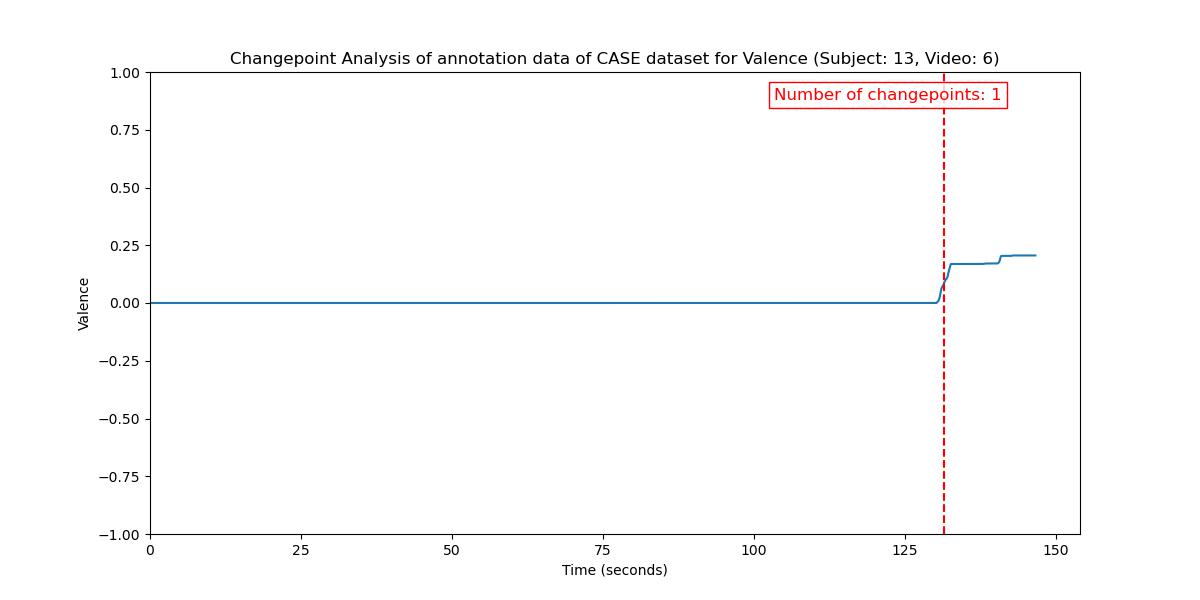 Changepoint Analysis of annotation data of CASE dataset for Valence (Subject: 13, Video: 6)
Number of changepoints: 1
1.00
0.75
0.50
0.25
0.00
−0.25
−0.50
−0.75
−1.00
Valence
0 25 50 75 100 125 150
Time (seconds)